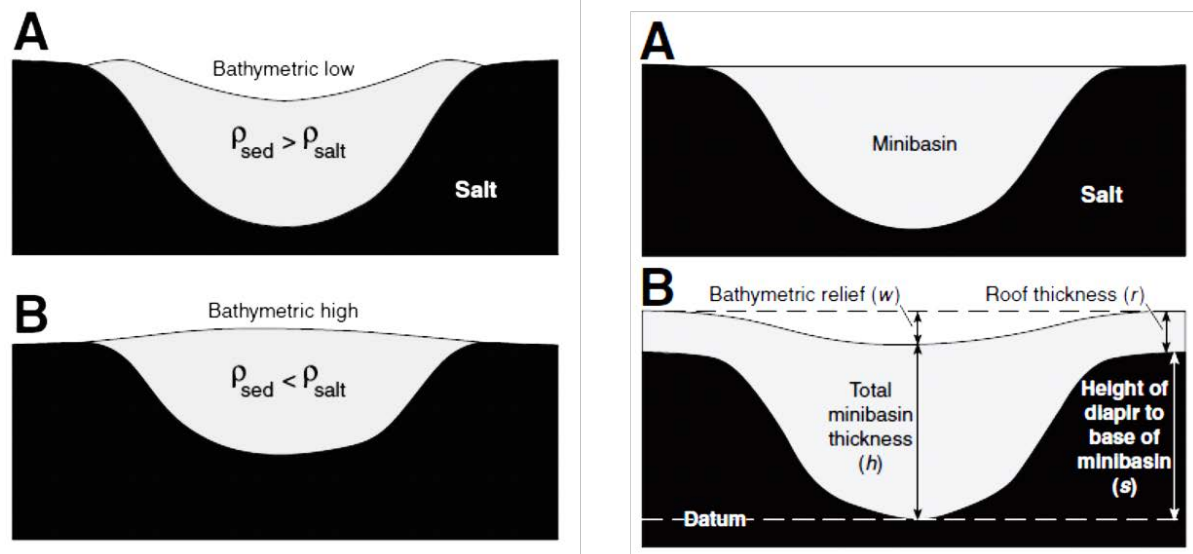 A
Bathymetric low
ρsed > ρsalt
Salt
B
Bathymetric high
ρsed < ρsalt
A
Minibasin
Salt
B
Bathymetric relief (w)
Roof thickness (r)
Total
minibasin
thickness
(h)
Height of
diapir to
base of
minibasin
(s)
Datum